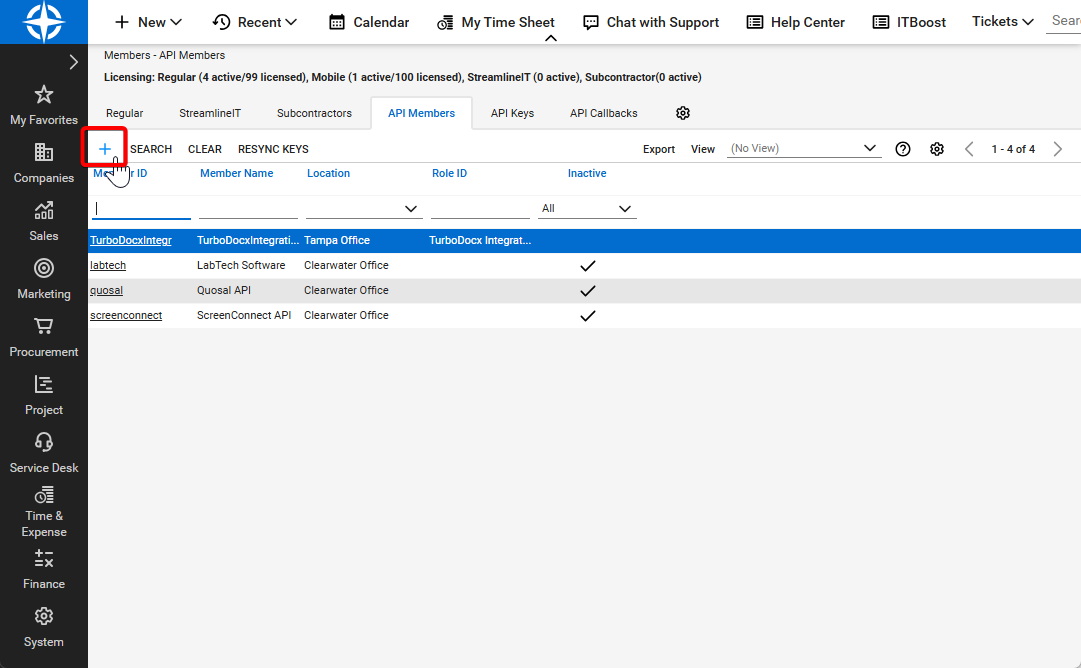 New Recent Calendar My Time Sheet Chat with Support Help Center ITBoost Tickets Sear
Members - API Members
Licensing: Regular (4 active/99 licensed), Mobile (1 active/100 licensed), StreamlineIT (0 active), Subcontractor(0 active)
Regular StreamlineIT Subcontractors API Members API Keys API Callbacks
+ SEARCH CLEAR RESYNC KEYS Export View (No View) 1 - 4 of 4
ID Member Name Location Role ID Inactive
All
TurboDocxIntegr TurboDocxIntegrati... Tampa Office TurboDocx Integrat...
labtech LabTech Software Clearwater Office
quosal Quosal API Clearwater Office
screenconnect ScreenConnect API Clearwater Office
My Favorites
Companies
Sales
Marketing
Procurement
Project
Service Desk
Time &
Expense
Finance
System